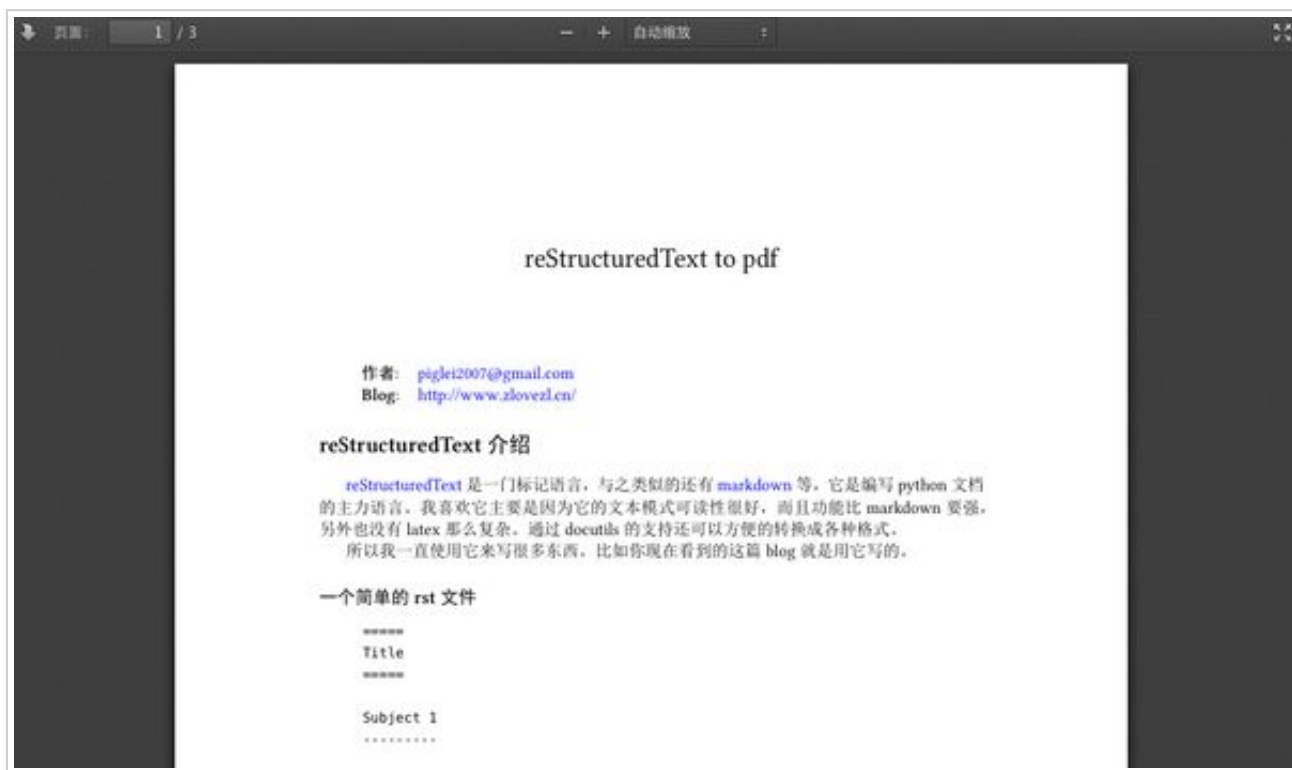 页面: 1 / 3 − + 自动缩放
reStructuredText to pdf
作者: piglei2007@gmail.com
Blog: http://www.zlovezl.cn/
reStructuredText 介绍
reStructuredText 是一门标记语言，与之类似的还有 markdown 等，它是编写 python 文档
的主力语言。我喜欢它主要是因为它的文本模式可读性很好，而且功能比 markdown 要强，
另外也没有 latex 那么复杂。通过 docutils 的支持还可以方便的转换成各种格式。
所以我一直使用它来写很多东西。比如你现在看到的这篇 blog 就是用它写的。
一个简单的 rst 文件
=====
Title
=====
Subject 1
---------